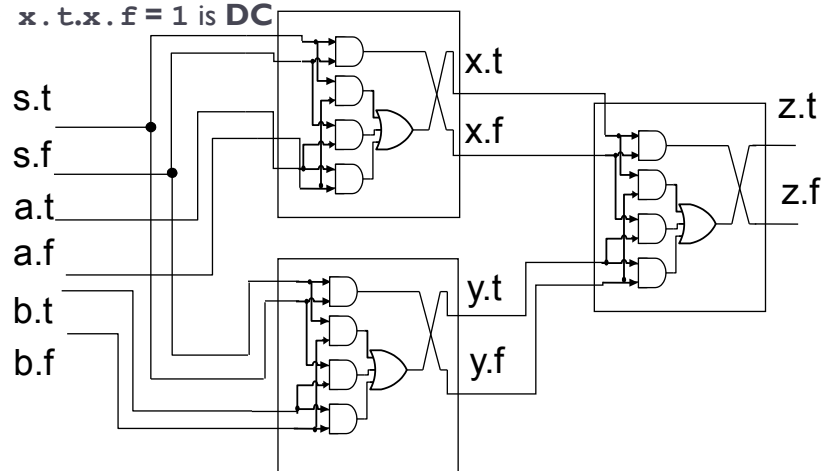 x.t.x.f = 1 is DC
s.t
s.f
a.t
a.f
b.t
b.f
x.t
x.f
y.t
y.f
z.t
z.f